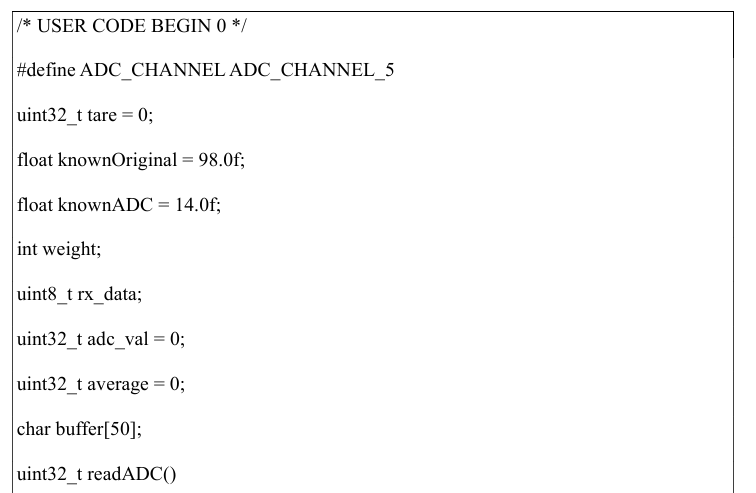 /* USER CODE BEGIN 0 */
#define ADC_CHANNEL ADC_CHANNEL_5
uint32_t tare = 0;
float knownOriginal = 98.0f;
float knownADC = 14.0f;
int weight;
uint8_t rx_data;
uint32_t adc_val = 0;
uint32_t average = 0;
char buffer[50];
uint32_t readADC()